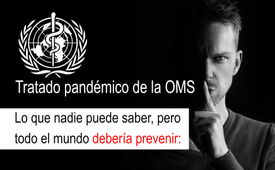 Tratado pandémico de la OMS
Lo que nadie puede saber, pero
todo el mundo debería prevenir: